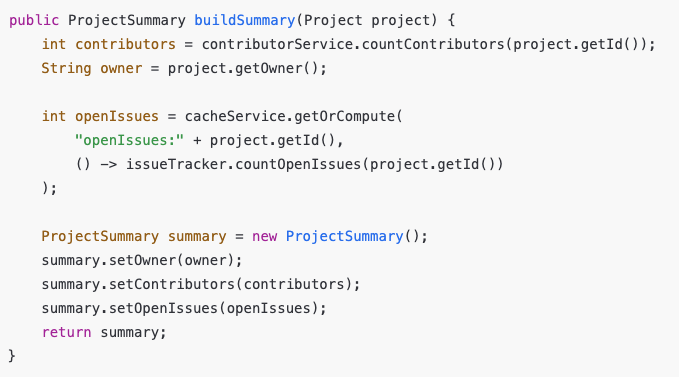 public ProjectSummary buildSummary(Project project) {
    int contributors = contributorService.countContributors(project.getId());
    String owner = project.getOwner();

    int openIssues = cacheService.getOrCompute(
        "openIssues:" + project.getId(),
        () -> issueTracker.countOpenIssues(project.getId())
    );

    ProjectSummary summary = new ProjectSummary();
    summary.setOwner(owner);
    summary.setContributors(contributors);
    summary.setOpenIssues(openIssues);
    return summary;
}